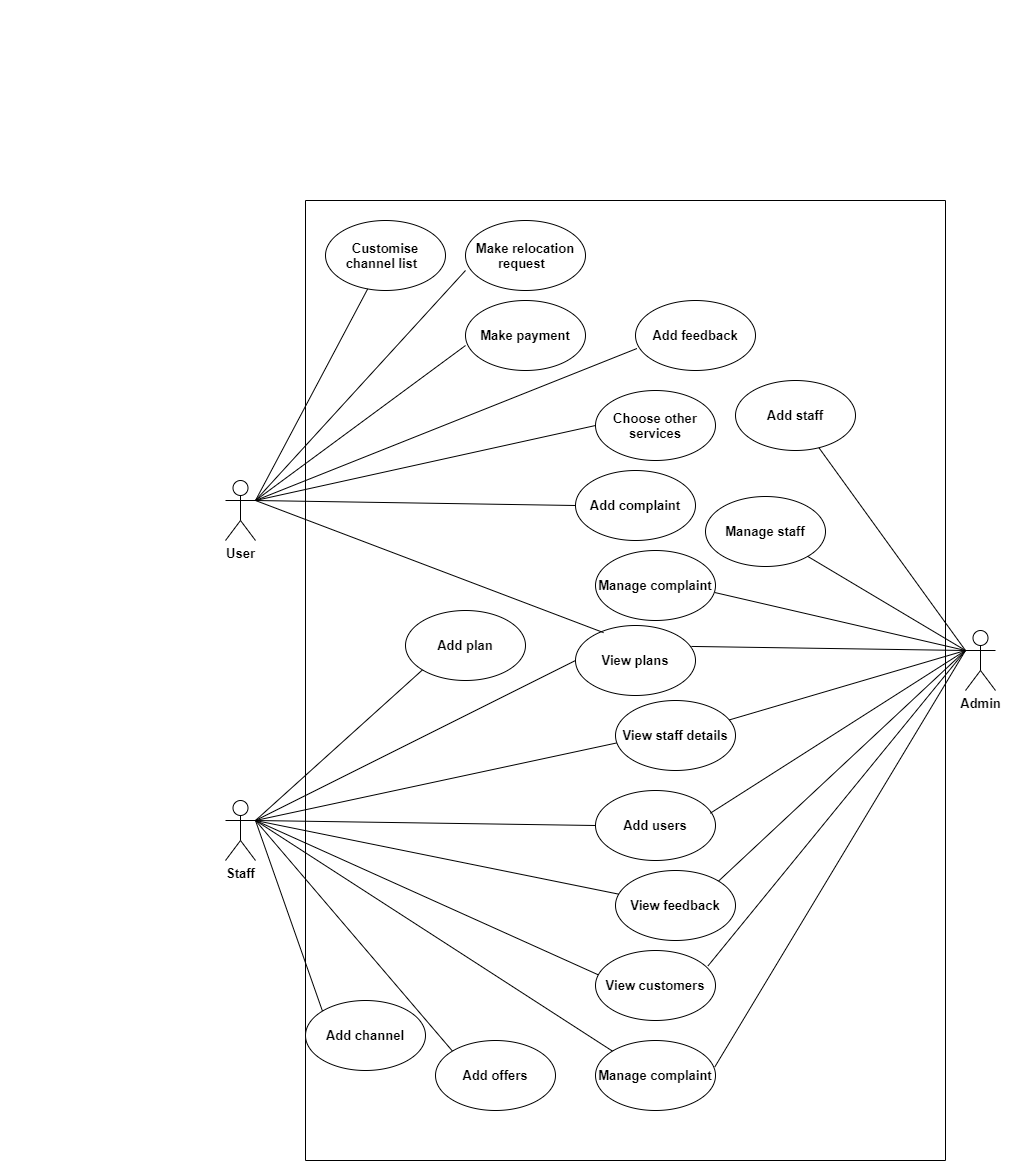 Customise
channel list
Make relocation
request
Make payment
Add feedback
Choose other
services
Add staff
Add complaint
Manage staff
User
Manage complaint
Add plan
View plans
Admin
View staff details
Add users
Staff
View feedback
View customers
Add channel
Add offers
Manage complaint